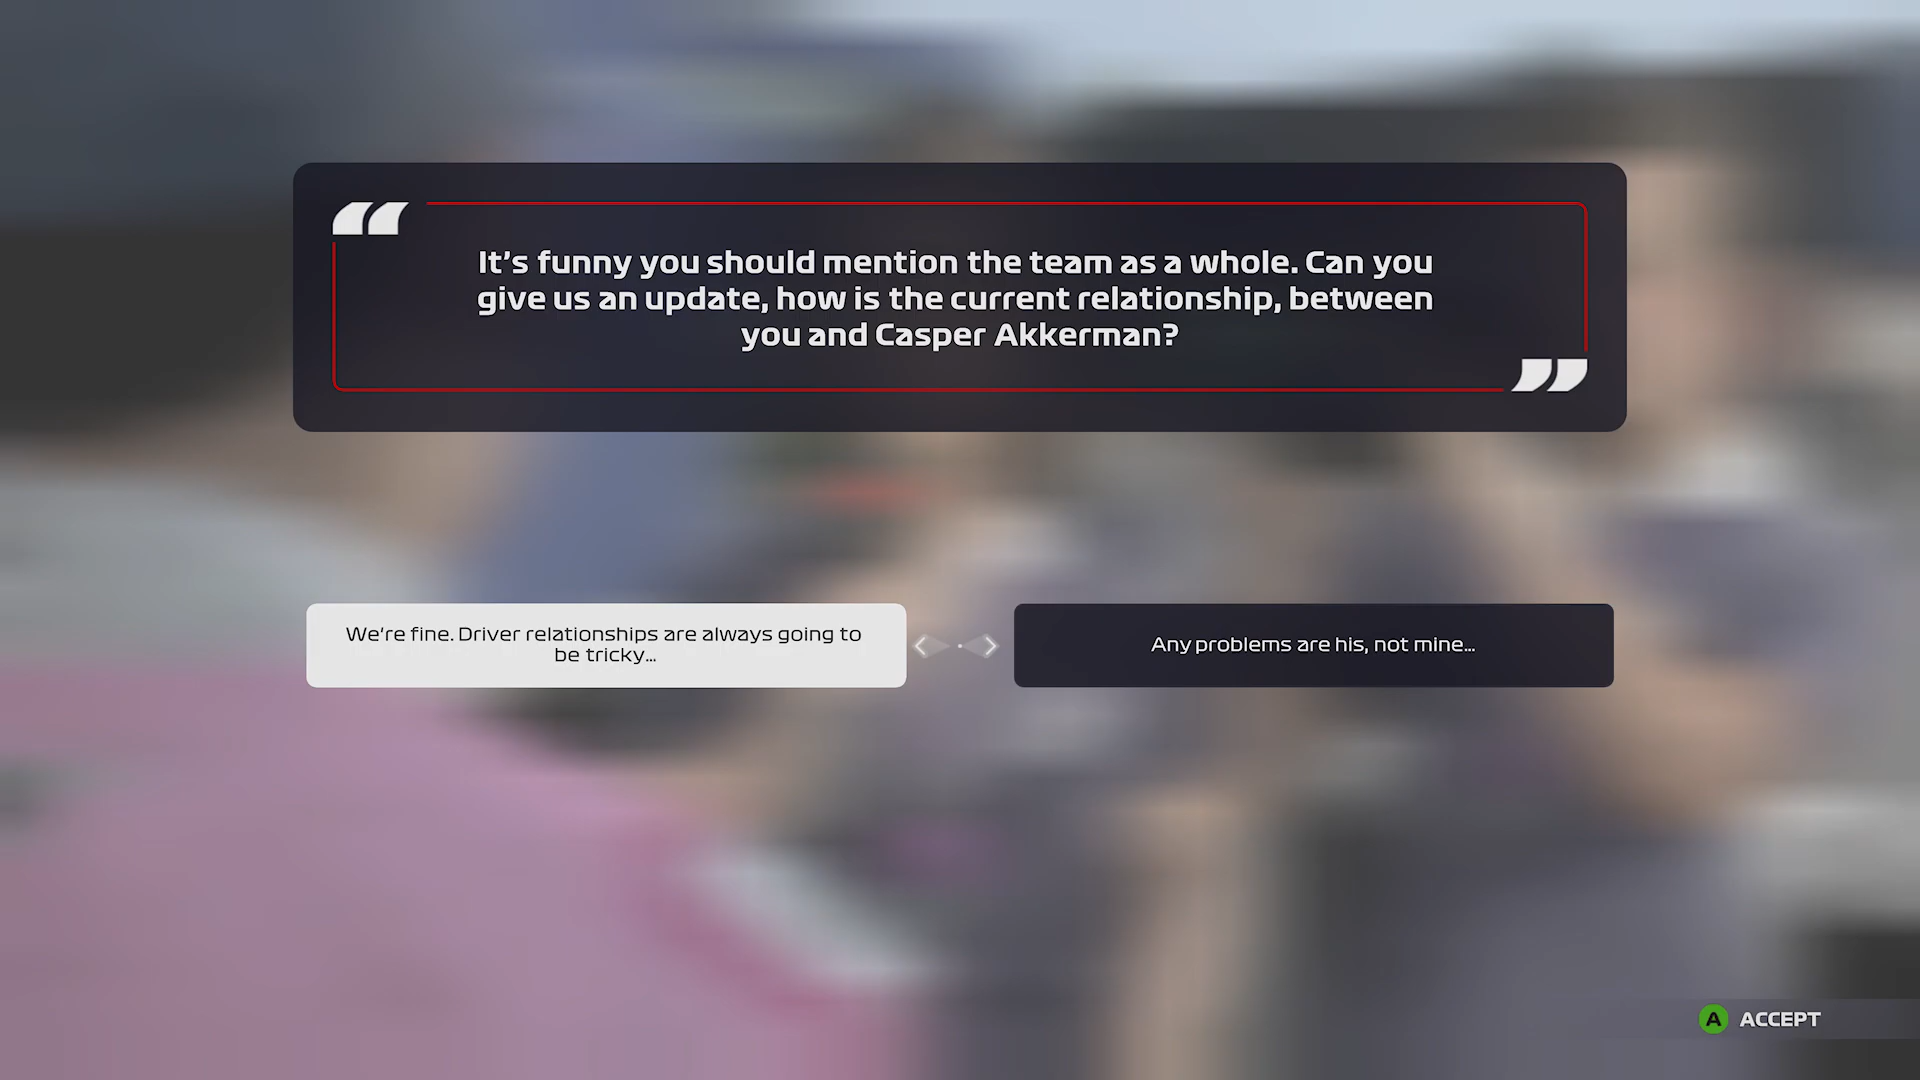 It's funny you should mention the team as a whole. Can you
give us an update, how is the current relationship, between
you and Casper Akkerman?
We're fine. Driver relationships are always going to
be tricky...
Any problems are his, not mine...
A ACCEPT